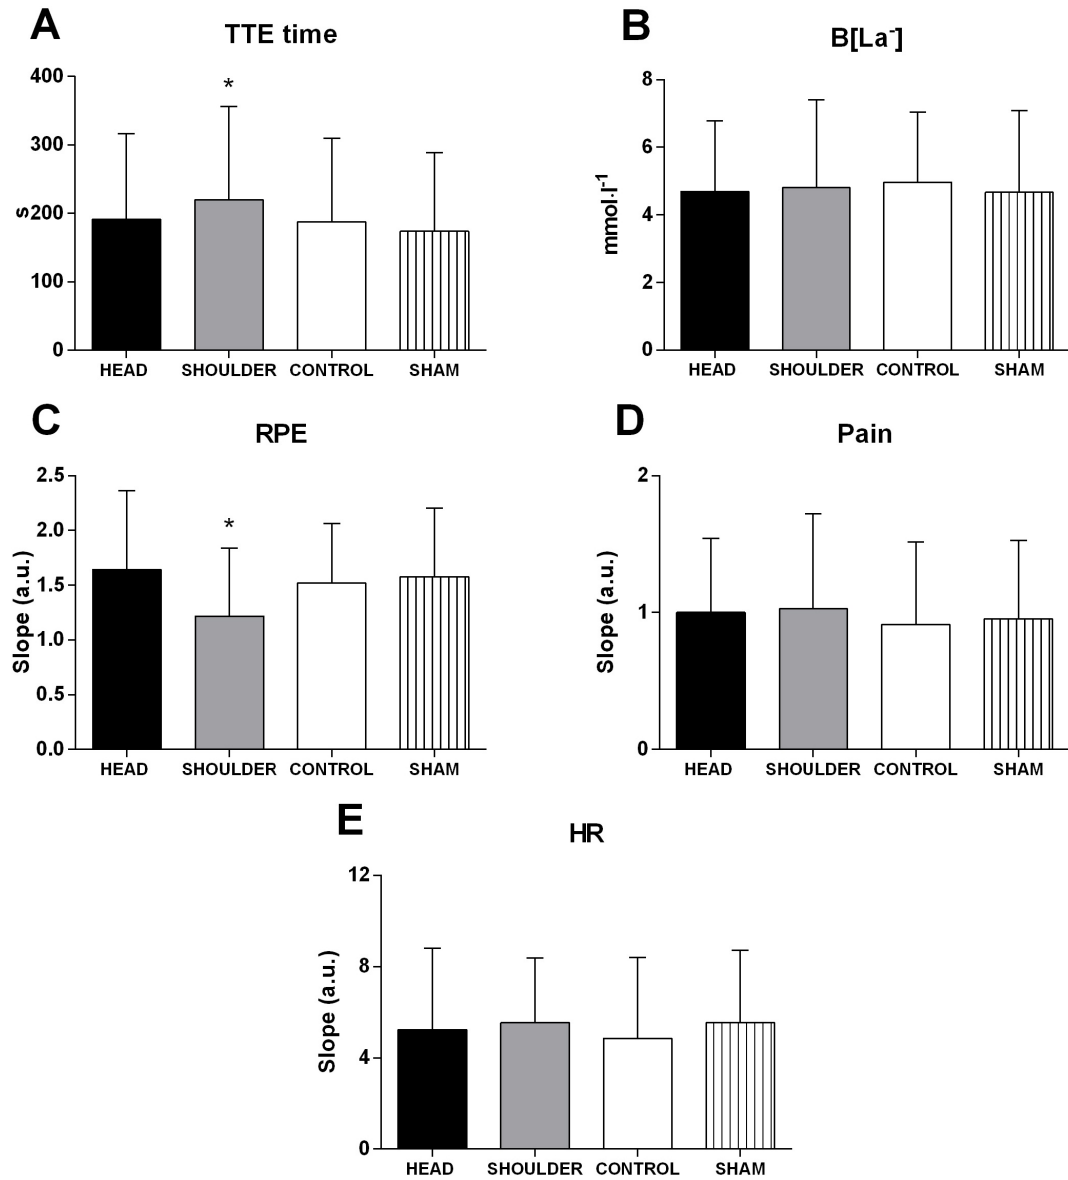 A
TTE time
400
300
200
100
0
s
*
HEAD SHOULDER CONTROL SHAM
B
B[La⁻]
8
6
4
2
0
mmol·l⁻¹
HEAD SHOULDER CONTROL SHAM
C
RPE
2.5
2.0
1.5
1.0
0.5
0.0
Slope (a.u.)
*
HEAD SHOULDER CONTROL SHAM
D
Pain
2
1
0
Slope (a.u.)
HEAD SHOULDER CONTROL SHAM
E
HR
12
8
4
0
Slope (a.u.)
HEAD SHOULDER CONTROL SHAM